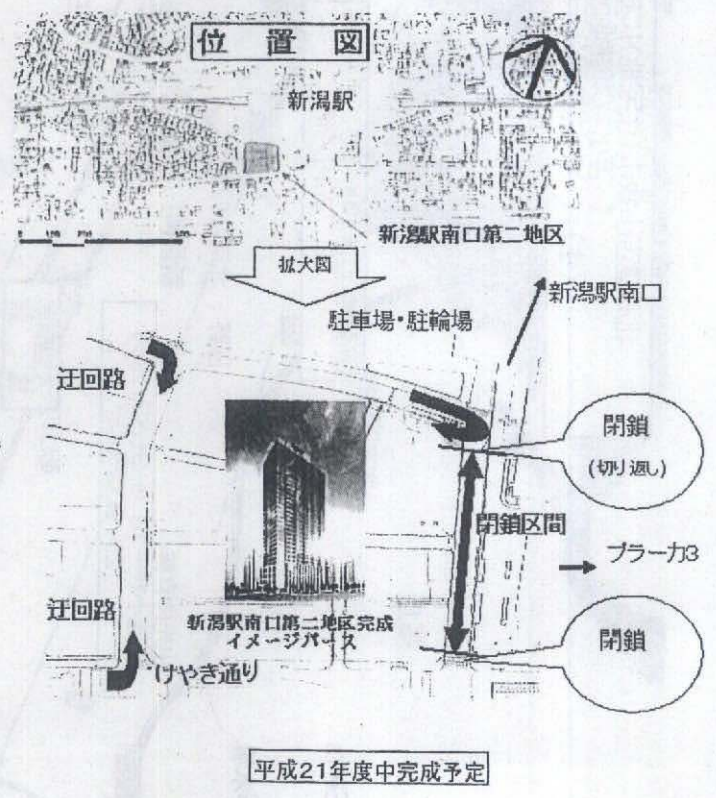 位置図
新潟駅
新潟駅南口第二地区
拡大図
新潟駅南口
駐車場・駐輪場
迂回路
閉鎖
(切り返し)
閉鎖区間
プラーカ3
迂回路
新潟駅南口第二地区完成
イメージパース
閉鎖
けやき通り
平成21年度中完成予定